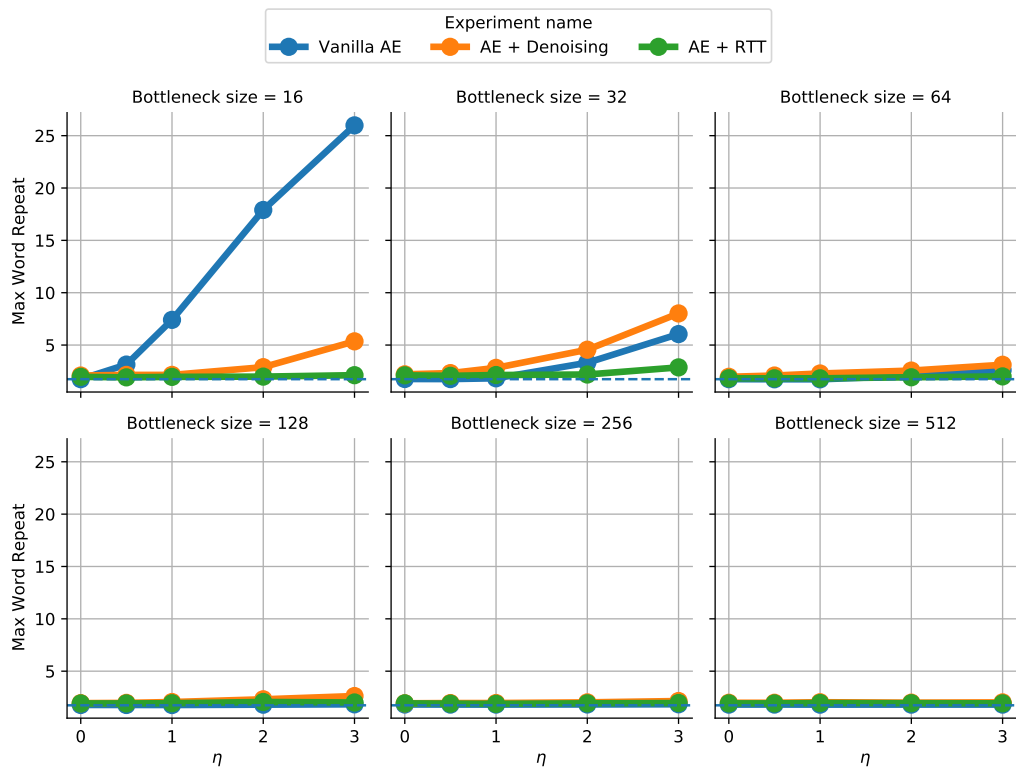 Experiment name
Vanilla AE AE + Denoising AE + RTT
Bottleneck size = 16 Bottleneck size = 32 Bottleneck size = 64
Max Word Repeat
25
20
15
10
5
Bottleneck size = 128 Bottleneck size = 256 Bottleneck size = 512
Max Word Repeat
25
20
15
10
5
0 1 2 3 0 1 2 3 0 1 2 3
η η η